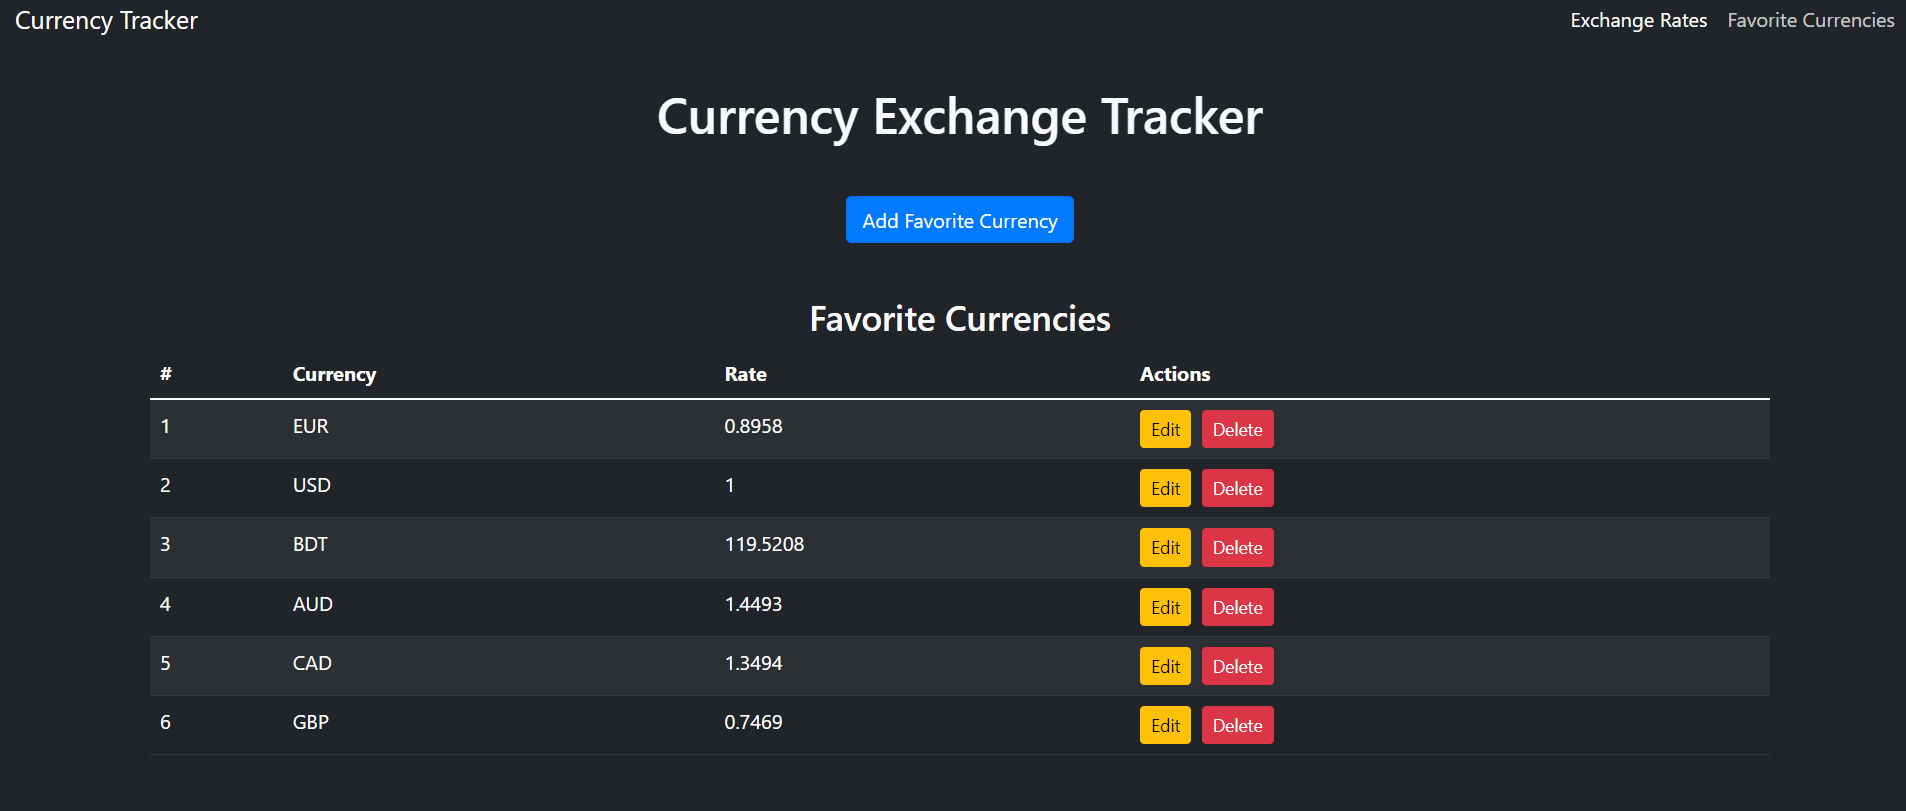 Currency Tracker Exchange Rates Favorite Currencies
Currency Exchange Tracker
Add Favorite Currency
Favorite Currencies
# Currency Rate Actions
1 EUR 0.8958 Edit Delete
2 USD 1 Edit Delete
3 BDT 119.5208 Edit Delete
4 AUD 1.4493 Edit Delete
5 CAD 1.3494 Edit Delete
6 GBP 0.7469 Edit Delete